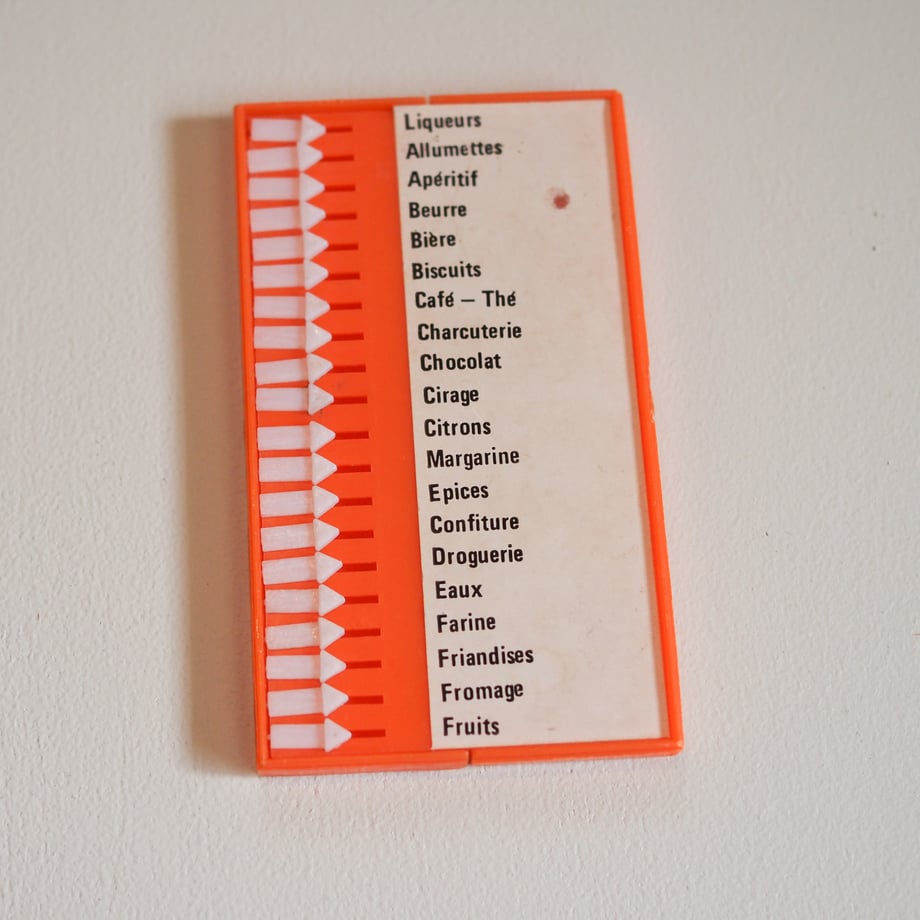 Liqueurs
Allumettes
Apéritif
Beurre
Bière
Biscuits
Café – Thé
Charcuterie
Chocolat
Cirage
Citrons
Margarine
Epices
Confiture
Droguerie
Eaux
Farine
Friandises
Fromage
Fruits